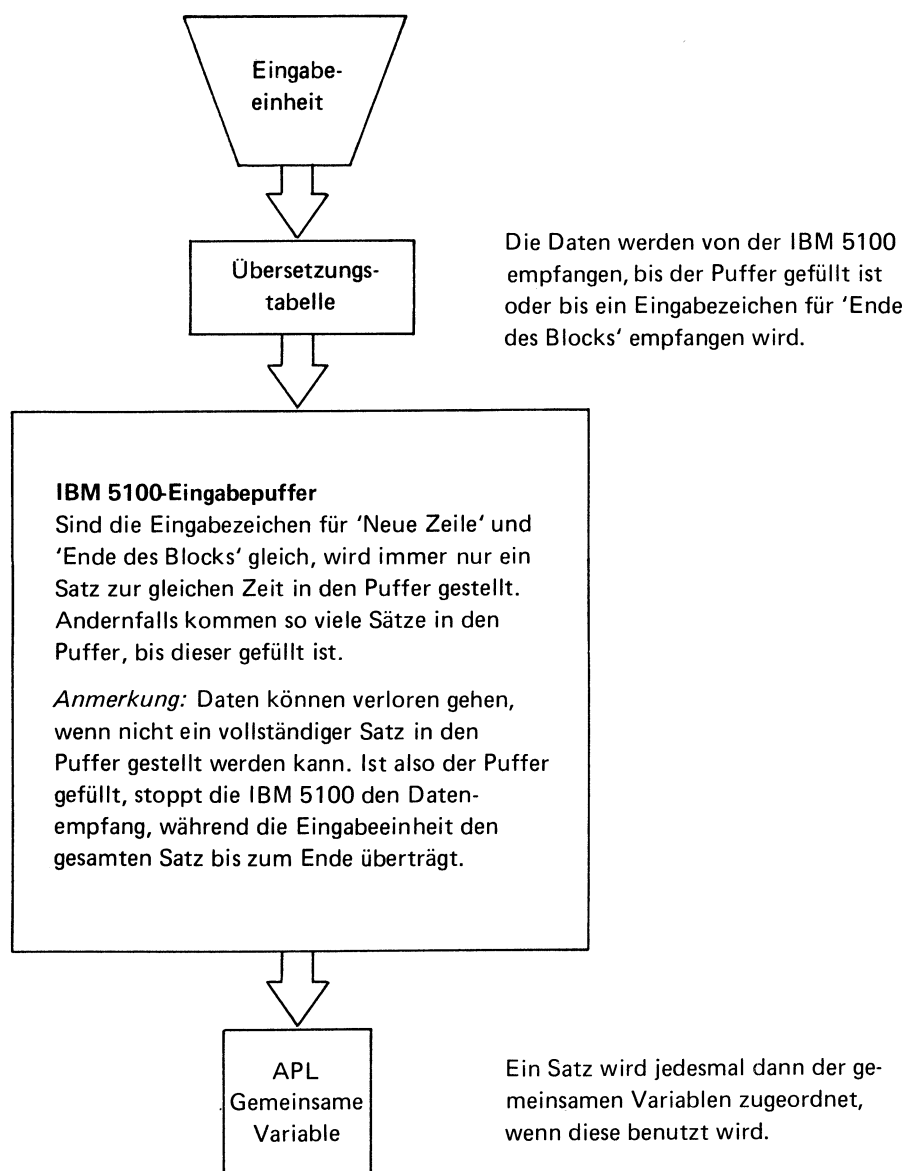 Eingabe-
einheit
Übersetzungs-
tabelle
Die Daten werden von der IBM 5100
empfangen, bis der Puffer gefüllt ist
oder bis ein Eingabezeichen für 'Ende
des Blocks' empfangen wird.
IBM 5100-Eingabepuffer
Sind die Eingabezeichen für 'Neue Zeile' und
'Ende des Blocks' gleich, wird immer nur ein
Satz zur gleichen Zeit in den Puffer gestellt.
Andernfalls kommen so viele Sätze in den
Puffer, bis dieser gefüllt ist.
Anmerkung: Daten können verloren gehen,
wenn nicht ein vollständiger Satz in den
Puffer gestellt werden kann. Ist also der Puffer
gefüllt, stoppt die IBM 5100 den Daten-
empfang, während die Eingabeeinheit den
gesamten Satz bis zum Ende überträgt.
APL
Gemeinsame
Variable
Ein Satz wird jedesmal dann der ge-
meinsamen Variablen zugeordnet,
wenn diese benutzt wird.